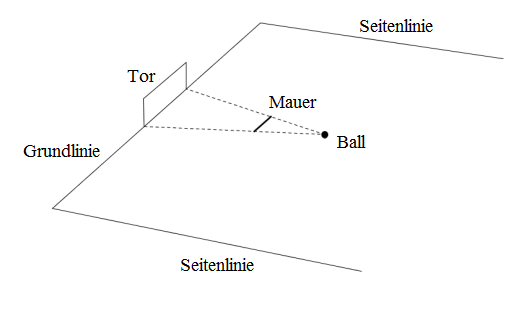 Seitenlinie
Tor
Mauer
Ball
Grundlinie
Seitenlinie